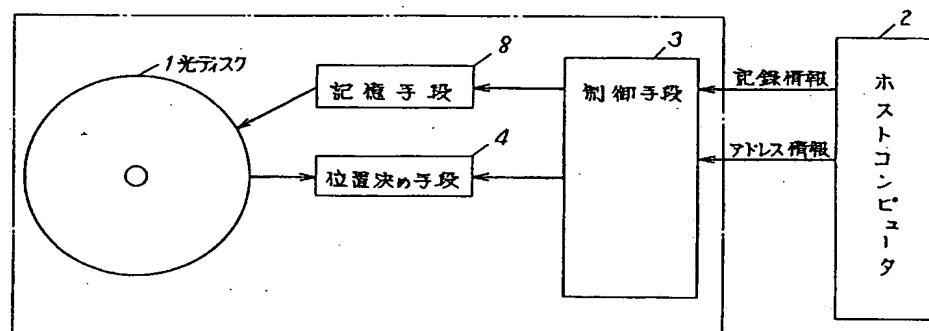 1 光ディスク
8
記憶手段
4
位置決め手段
3
制御手段
記録情報
アドレス情報
2
ホストコンピュータ